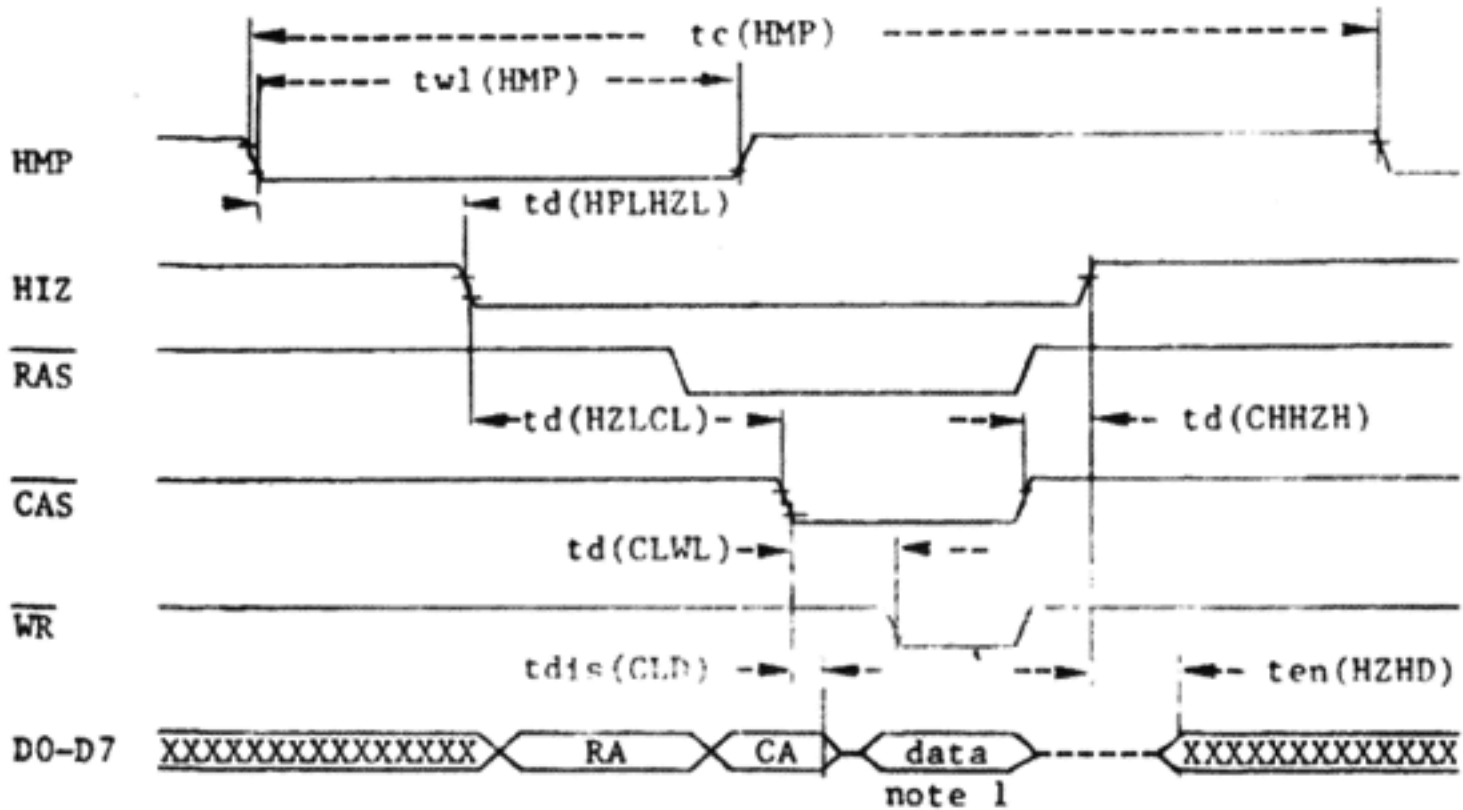 tc(HMP)
twl(HMP)
HMP
td(HPLHZL)
HIZ
RAS
td(HZLCL)
td(CHHZH)
CAS
td(CLWL)
WR
tdis(CLD)
ten(HZHD)
D0-D7 XXXXXXXXXXXXXXX RA CA data XXXXXXXXXXXXX
note 1